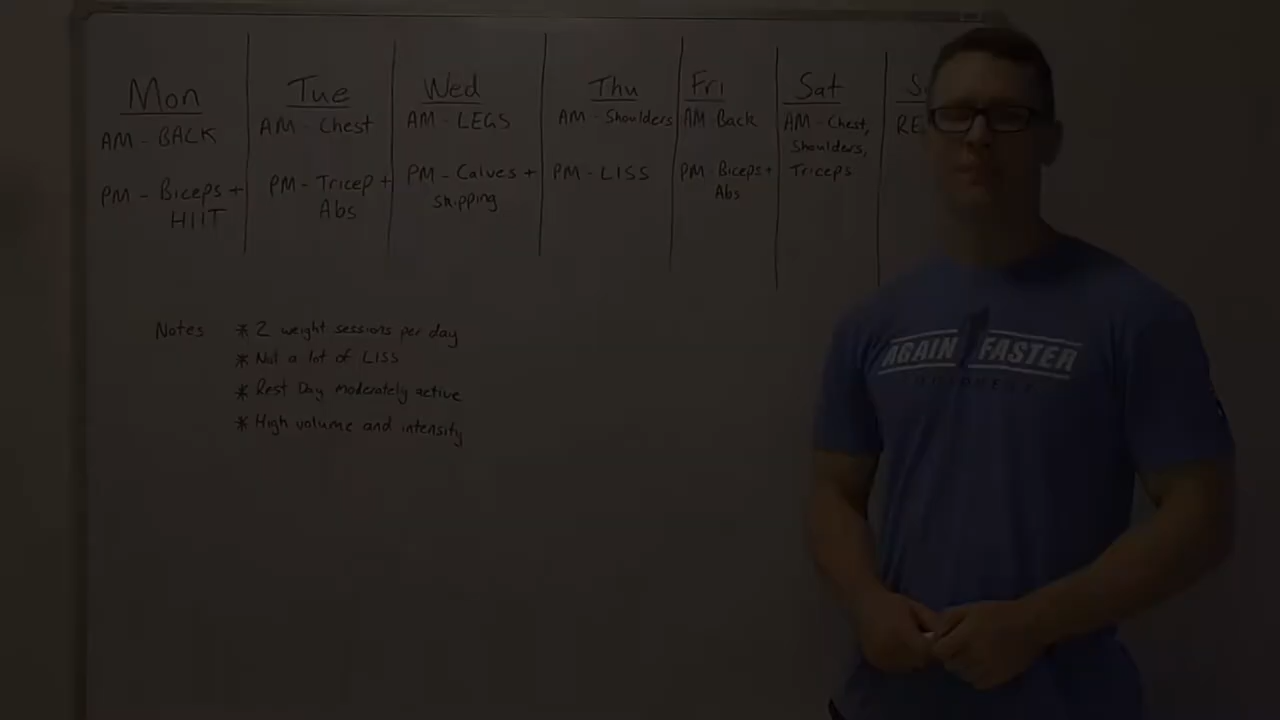 Mon
AM - BACK
PM - Biceps +
HIIT
Tue
AM - Chest
PM - Tricep +
Abs
Wed
AM - LEGS
PM - Calves +
Skipping
Thu
AM - Shoulders
PM - LISS
Fri
AM Back
PM - Biceps +
Abs
Sat
AM - Chest,
Shoulders,
Triceps
S
RE
Notes * 2 weight sessions per day
* Not a lot of LISS
* Rest Day moderately active
* High volume and intensity
AGAIN FASTER